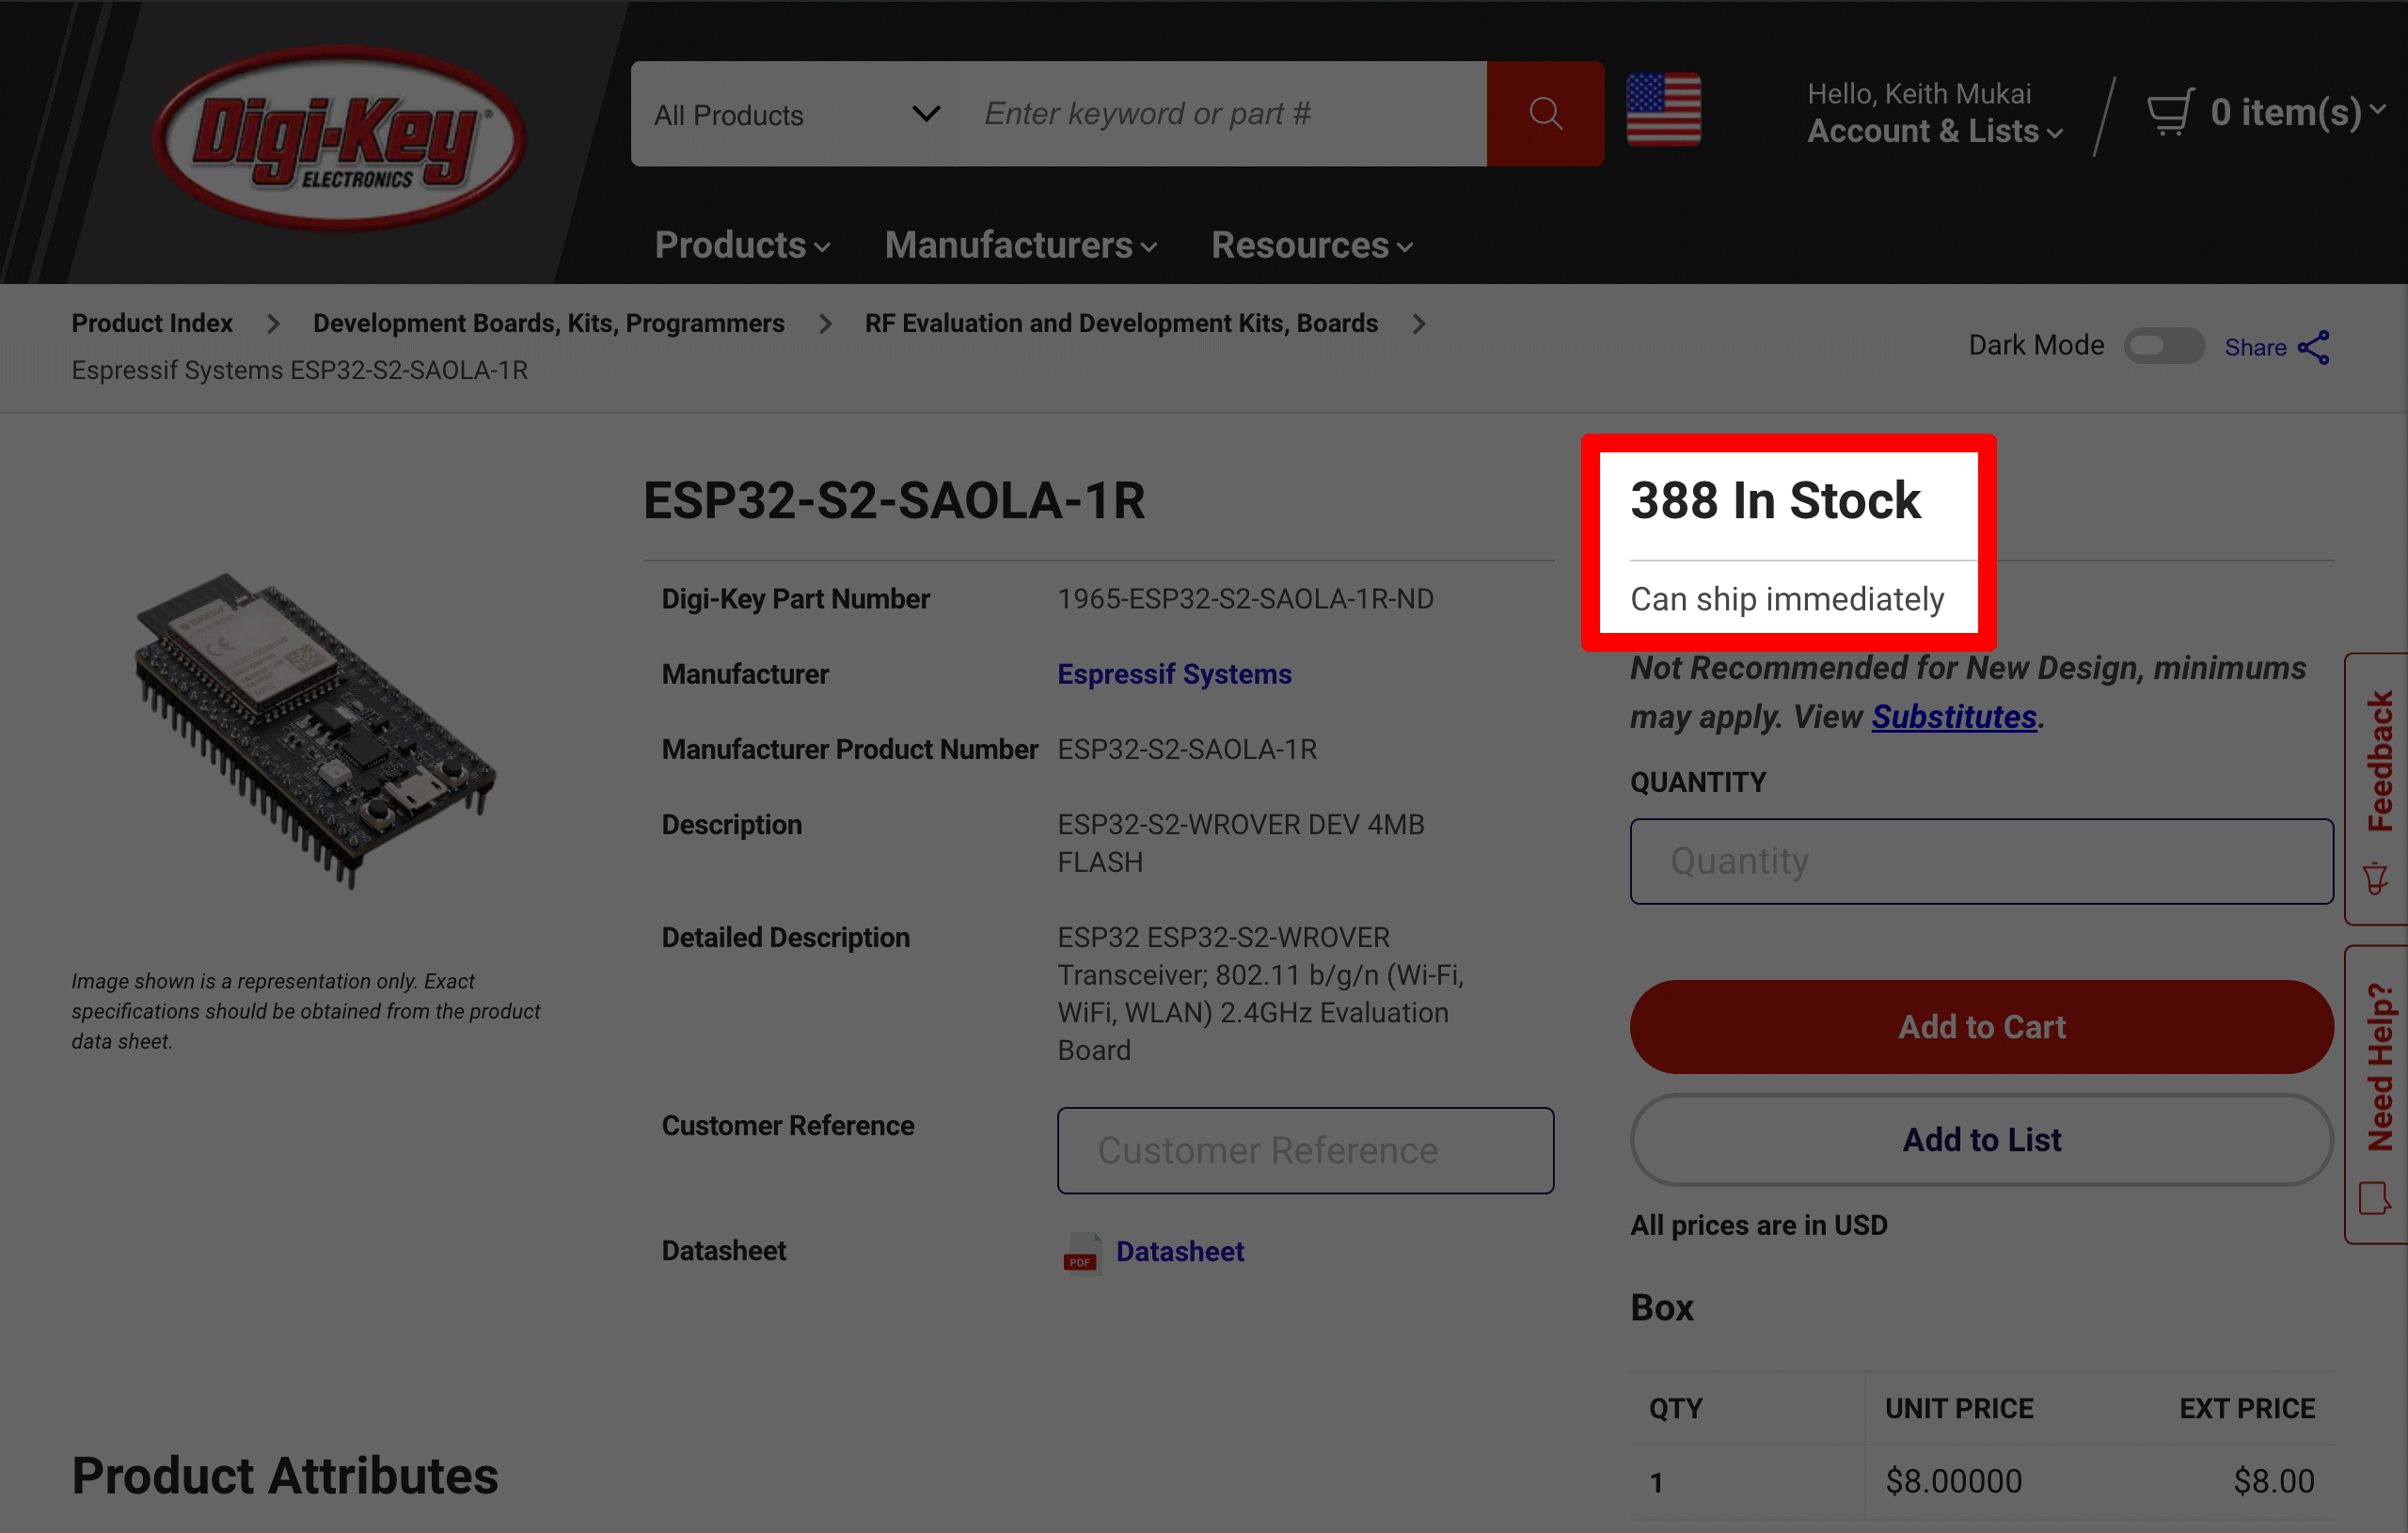 Digi-Key®
ELECTRONICS
All Products
Enter keyword or part #
Hello, Keith Mukai
Account & Lists
0 item(s)
Products
Manufacturers
Resources
Product Index > Development Boards, Kits, Programmers > RF Evaluation and Development Kits, Boards >
Espressif Systems ESP32-S2-SAOLA-1R
Dark Mode
Share
ESP32-S2-SAOLA-1R
Digi-Key Part Number 1965-ESP32-S2-SAOLA-1R-ND
Manufacturer Espressif Systems
Manufacturer Product Number ESP32-S2-SAOLA-1R
Description ESP32-S2-WROVER DEV 4MB
FLASH
Detailed Description ESP32 ESP32-S2-WROVER
Transceiver; 802.11 b/g/n (Wi-Fi,
WiFi, WLAN) 2.4GHz Evaluation
Board
Customer Reference Customer Reference
Datasheet PDF Datasheet
Image shown is a representation only. Exact
specifications should be obtained from the product
data sheet.
388 In Stock
Can ship immediately
Not Recommended for New Design, minimums
may apply. View Substitutes.
QUANTITY
Quantity
Add to Cart
Add to List
All prices are in USD
Box
QTY UNIT PRICE EXT PRICE
1 $8.00000 $8.00
Feedback
Need Help?
Product Attributes